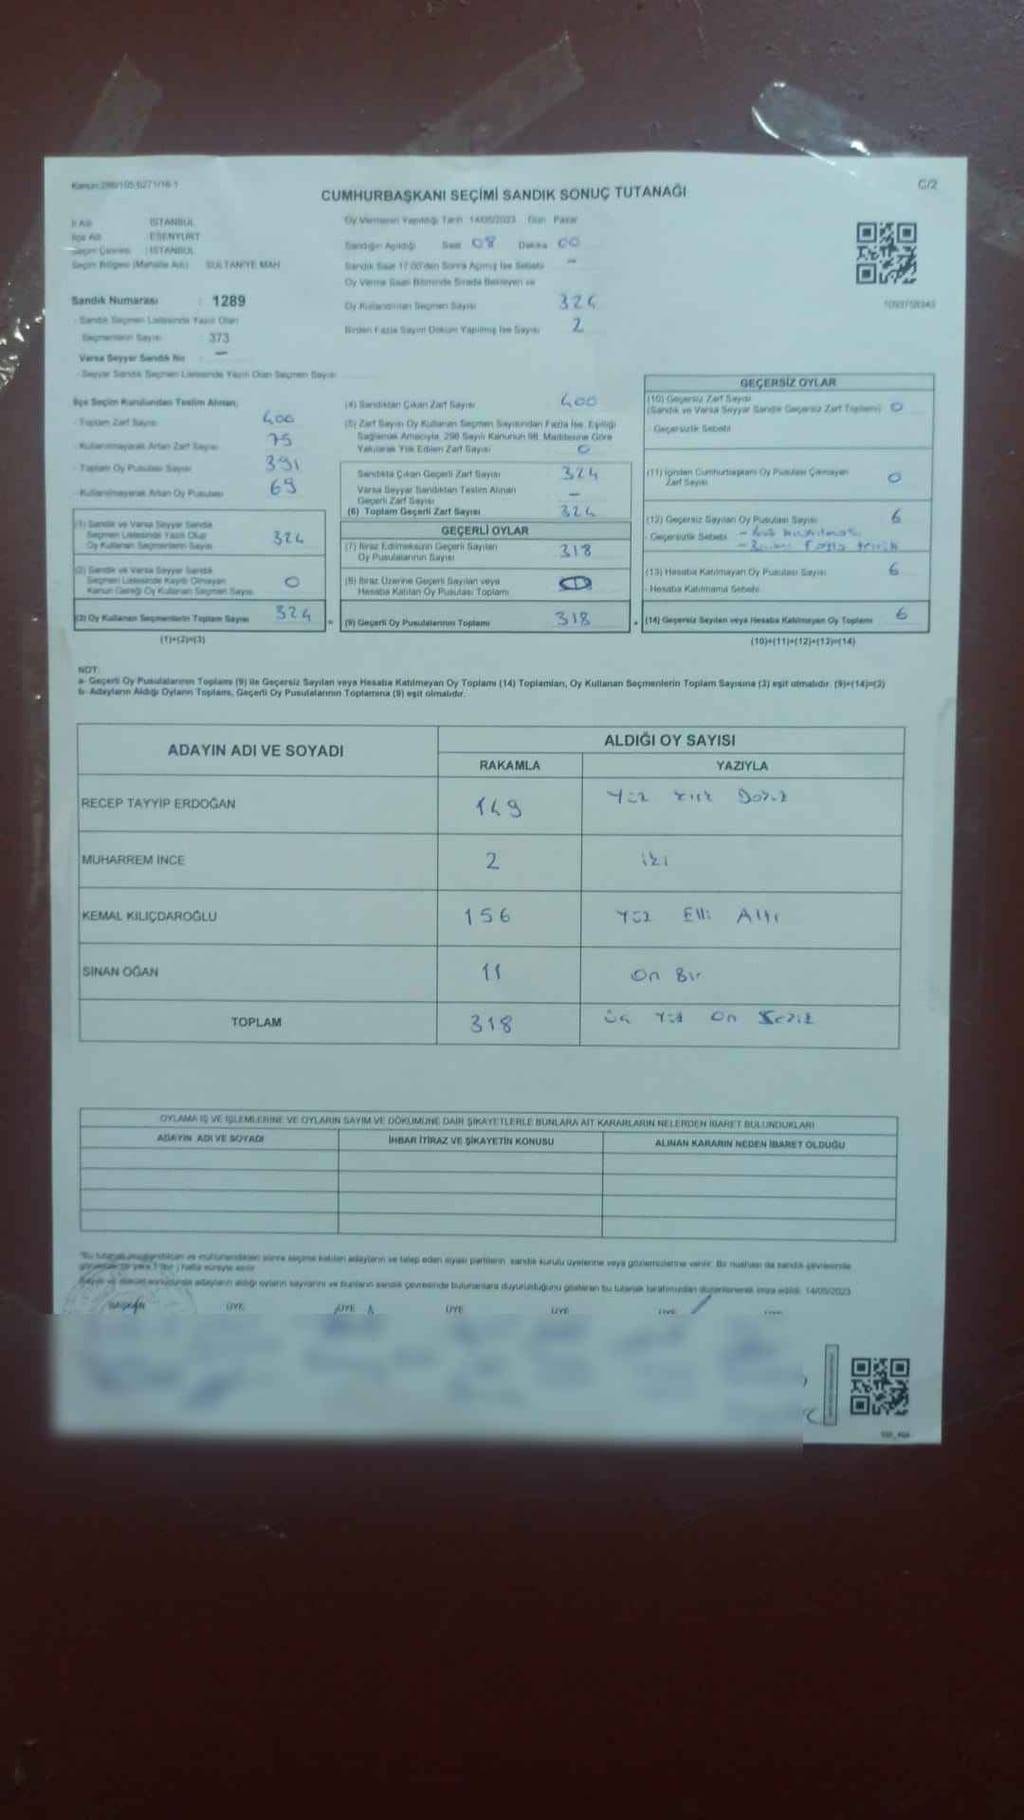 Kanun:298/105;6271/16-1
C/2
CUMHURBAŞKANI SEÇİMİ SANDIK SONUÇ TUTANAĞI
İl Adı İSTANBUL
İlçe Adı ESENYURT
Seçim Çevresi İSTANBUL
Seçim Bölgesi (Mahalle Adı) SULTANİYE MAH
Sandık Numarası : 1289
Sandık Seçmen Listesinde Yazılı Olan
Seçmenlerin Sayısı 373
Varsa Seyyar Sandık No —
Seyyar Sandık Seçmen Listesinde Yazılı Olan Seçmen Sayısı
Oy Vermenin Yapıldığı Tarih 14/05/2023 Gün Pazar
Sandığın Açıldığı Saat 08 Dakika 00
Sandık Saat 17.00'den Sonra Açılmış İse Sebebi —
Oy Verme Saati Bitiminde Sırada Bekleyen ve
Oy Kullandırılan Seçmen Sayısı 324
Birden Fazla Sayım Döküm Yapılmış İse Sayısı 2
İlçe Seçim Kurulundan Teslim Alınan;
- Toplam Zarf Sayısı 400
- Kullanılmayarak Artan Zarf Sayısı 75
- Toplam Oy Pusulası Sayısı 391
- Kullanılmayarak Artan Oy Pusulası 69
(1) Sandık ve Varsa Seyyar Sandık
Seçmen Listesinde Yazılı Olup
Oy Kullanan Seçmenlerin Sayısı 324
(2) Sandık ve Varsa Seyyar Sandık
Seçmen Listesinde Kayıtlı Olmayan
Kanun Gereği Oy Kullanan Seçmen Sayısı 0
(3) Oy Kullanan Seçmenlerin Toplam Sayısı 324
(1)+(2)=(3)
(4) Sandıktan Çıkan Zarf Sayısı 400
(5) Zarf Sayısı Oy Kullanan Seçmen Sayısından Fazla İse, Eşitliği
Sağlamak Amacıyla, 298 Sayılı Kanunun 98. Maddesine Göre
Yakılarak Yok Edilen Zarf Sayısı 0
Sandıkta Çıkan Geçerli Zarf Sayısı 324
Varsa Seyyar Sandıktan Teslim Alınan
Geçerli Zarf Sayısı —
(6) Toplam Geçerli Zarf Sayısı 324
GEÇERLİ OYLAR
(7) İtiraz Edilmeksizin Geçerli Sayılan
Oy Pusulalarının Sayısı 318
(8) İtiraz Üzerine Geçerli Sayılan veya
Hesaba Katılan Oy Pusulası Toplamı
(9) Geçerli Oy Pusulalarının Toplamı 318
GEÇERSİZ OYLAR
(10) Geçersiz Zarf Sayısı
(Sandık ve Varsa Seyyar Sandık Geçersiz Zarf Toplamı) 0
- Geçersizlik Sebebi
(11) İçinden Cumhurbaşkanı Oy Pusulası Çıkmayan
Zarf Sayısı 0
(12) Geçersiz Sayılan Oy Pusulası Sayısı 6
- Geçersizlik Sebebi
(13) Hesaba Katılmayan Oy Pusulası Sayısı 6
- Hesaba Katılmama Sebebi
(14) Geçersiz Sayılan veya Hesaba Katılmayan Oy Toplamı 6
(10)+(11)+(12)+(13)=(14)
NOT:
a- Geçerli Oy Pusulalarının Toplamı (9) ile Geçersiz Sayılan veya Hesaba Katılmayan Oy Toplamı (14) Toplamları, Oy Kullanan Seçmenlerin Toplam Sayısına (3) eşit olmalıdır. (9)+(14)=(3)
b- Adayların Aldığı Oyların Toplamı, Geçerli Oy Pusulalarının Toplamına (9) eşit olmalıdır.
ADAYIN ADI VE SOYADI
ALDIĞI OY SAYISI
RAKAMLA YAZIYLA
RECEP TAYYİP ERDOĞAN 149 Yüz Kırk Dokuz
MUHARREM İNCE 2 iki
KEMAL KILIÇDAROĞLU 156 Yüz Elli Altı
SİNAN OĞAN 11 On Bir
TOPLAM 318 üç Yüz On Sekiz
OYLAMA İŞ VE İŞLEMLERİNE VE OYLARIN SAYIM VE DÖKÜMÜNE DAİR ŞİKAYETLERLE BUNLARA AİT KARARLARIN NELERDEN İBARET BULUNDUKLARI
ADAYIN ADI VE SOYADI
İHBAR İTİRAZ VE ŞİKAYETİN KONUSU
ALINAN KARARIN NEDEN İBARET OLDUĞU
BAŞKAN ÜYE ÜYE ÜYE ÜYE